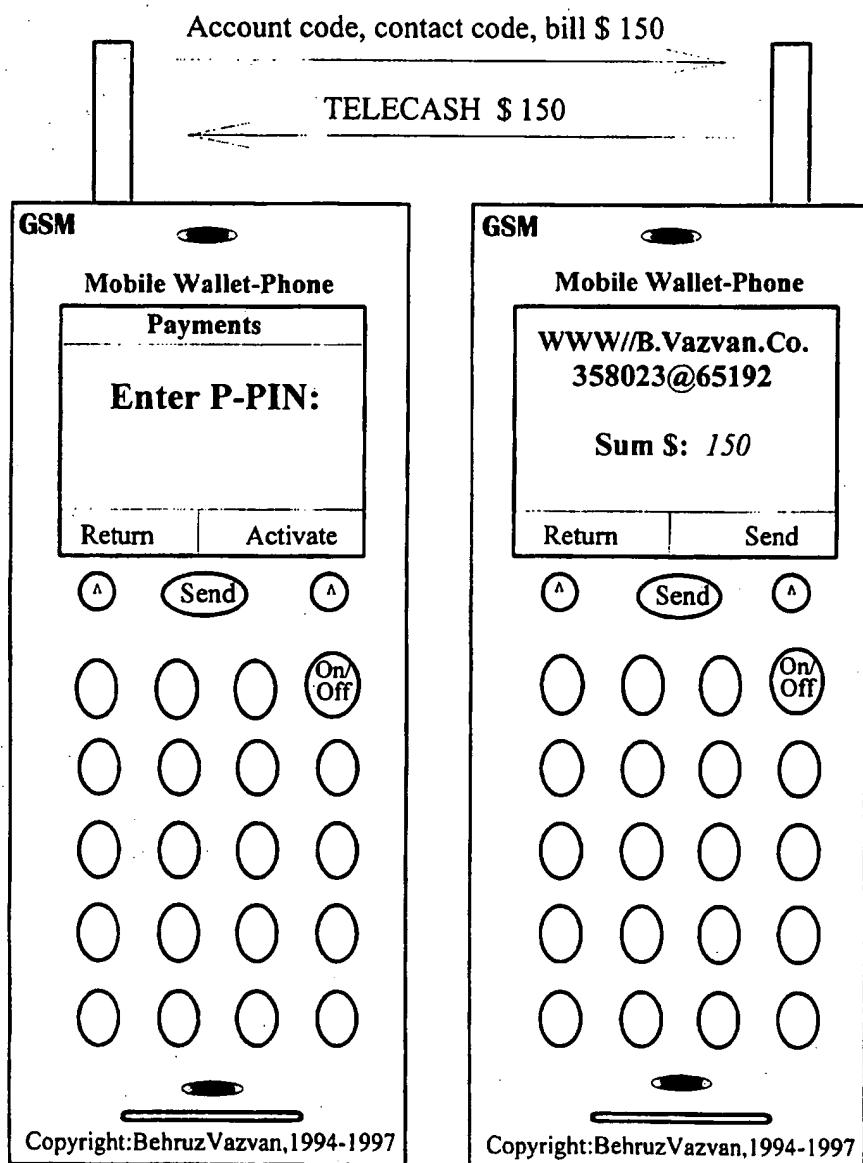 Account code, contact code, bill $ 150
TELECASH $ 150
GSM
Mobile Wallet-Phone
Payments
Enter P-PIN:
Return Activate
^ Send ^
On/
Off
Copyright:BehruzVazvan,1994-1997
GSM
Mobile Wallet-Phone
WWW//B.Vazvan.Co.
358023@65192
Sum $: 150
Return Send
^ Send ^
On/
Off
Copyright:BehruzVazvan,1994-1997